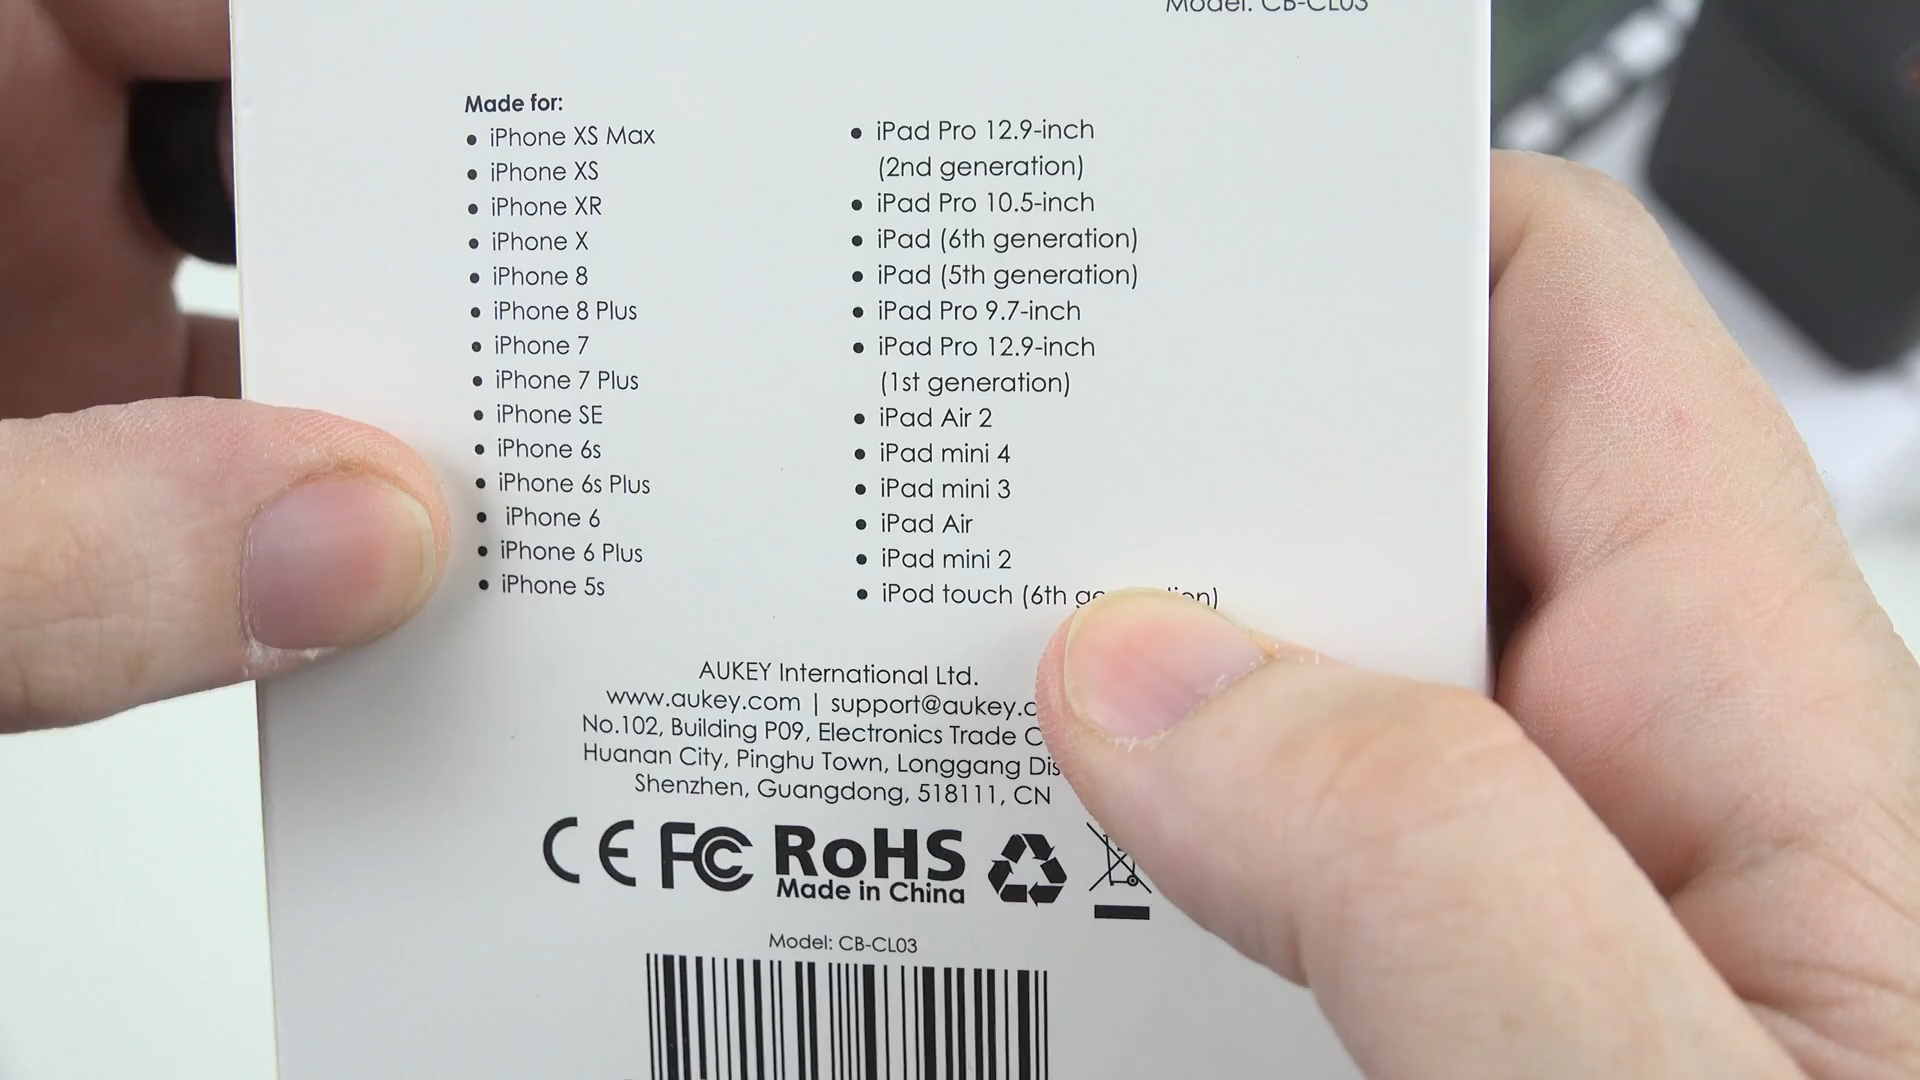 Model: CB-CL03
Made for:
• iPhone XS Max
• iPhone XS
• iPhone XR
• iPhone X
• iPhone 8
• iPhone 8 Plus
• iPhone 7
• iPhone 7 Plus
• iPhone SE
• iPhone 6s
• iPhone 6s Plus
• iPhone 6
• iPhone 6 Plus
• iPhone 5s
• iPad Pro 12.9-inch
(2nd generation)
• iPad Pro 10.5-inch
• iPad (6th generation)
• iPad (5th generation)
• iPad Pro 9.7-inch
• iPad Pro 12.9-inch
(1st generation)
• iPad Air 2
• iPad mini 4
• iPad mini 3
• iPad Air
• iPad mini 2
• iPod touch (6th
AUKEY International Ltd.
www.aukey.com | support@aukey.c
No.102, Building P09, Electronics Trade
Huanan City, Pinghu Town, Longgang
Shenzhen, Guangdong, 518111, CN
CE FC RoHS
Made in China
Model: CB-CL03